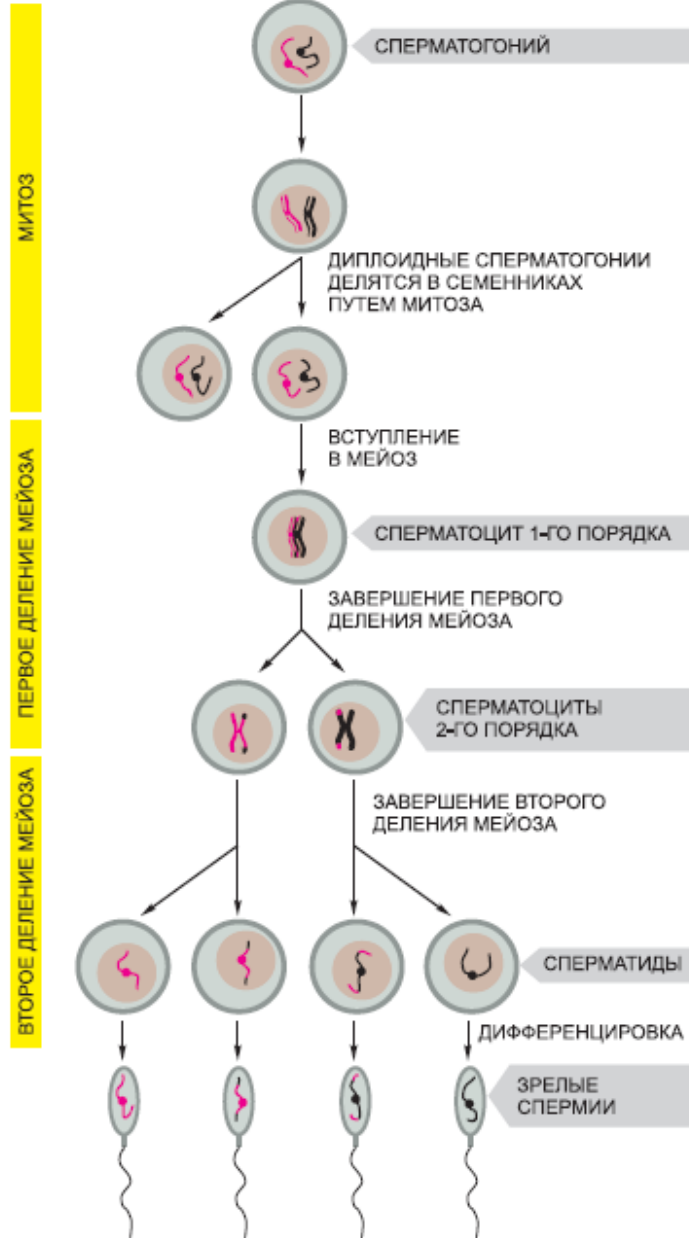 СПЕРМАТОГОНИЙ
МИТОЗ
ДИПЛОИДНЫЕ СПЕРМАТОГОНИИ
ДЕЛЯТСЯ В СЕМЕННИКАХ
ПУТЕМ МИТОЗА
ВСТУПЛЕНИЕ
В МЕЙОЗ
ПЕРВОЕ ДЕЛЕНИЕ МЕЙОЗА
СПЕРМАТОЦИТ 1-ГО ПОРЯДКА
ЗАВЕРШЕНИЕ ПЕРВОГО
ДЕЛЕНИЯ МЕЙОЗА
СПЕРМАТОЦИТЫ
2-ГО ПОРЯДКА
ВТОРОЕ ДЕЛЕНИЕ МЕЙОЗА
ЗАВЕРШЕНИЕ ВТОРОГО
ДЕЛЕНИЯ МЕЙОЗА
СПЕРМАТИДЫ
ДИФФЕРЕНЦИРОВКА
ЗРЕЛЫЕ
СПЕРМИИ